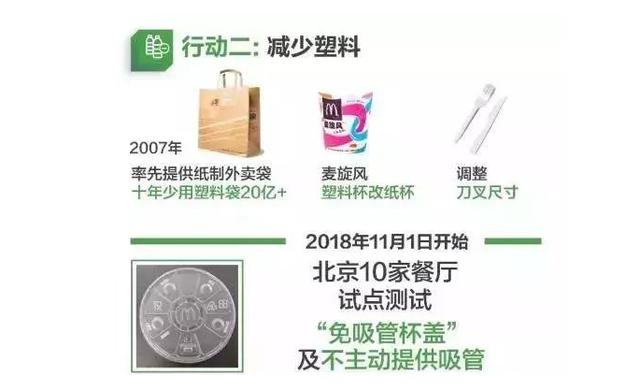 行动二: 减少塑料
2007年
率先提供纸制外卖袋
十年少用塑料袋20亿+
麦旋风
麦旋风
塑料杯改纸杯
调整
刀叉尺寸
2018年11月1日开始
北京10家餐厅
试点测试
“免吸管杯盖”
及不主动提供吸管